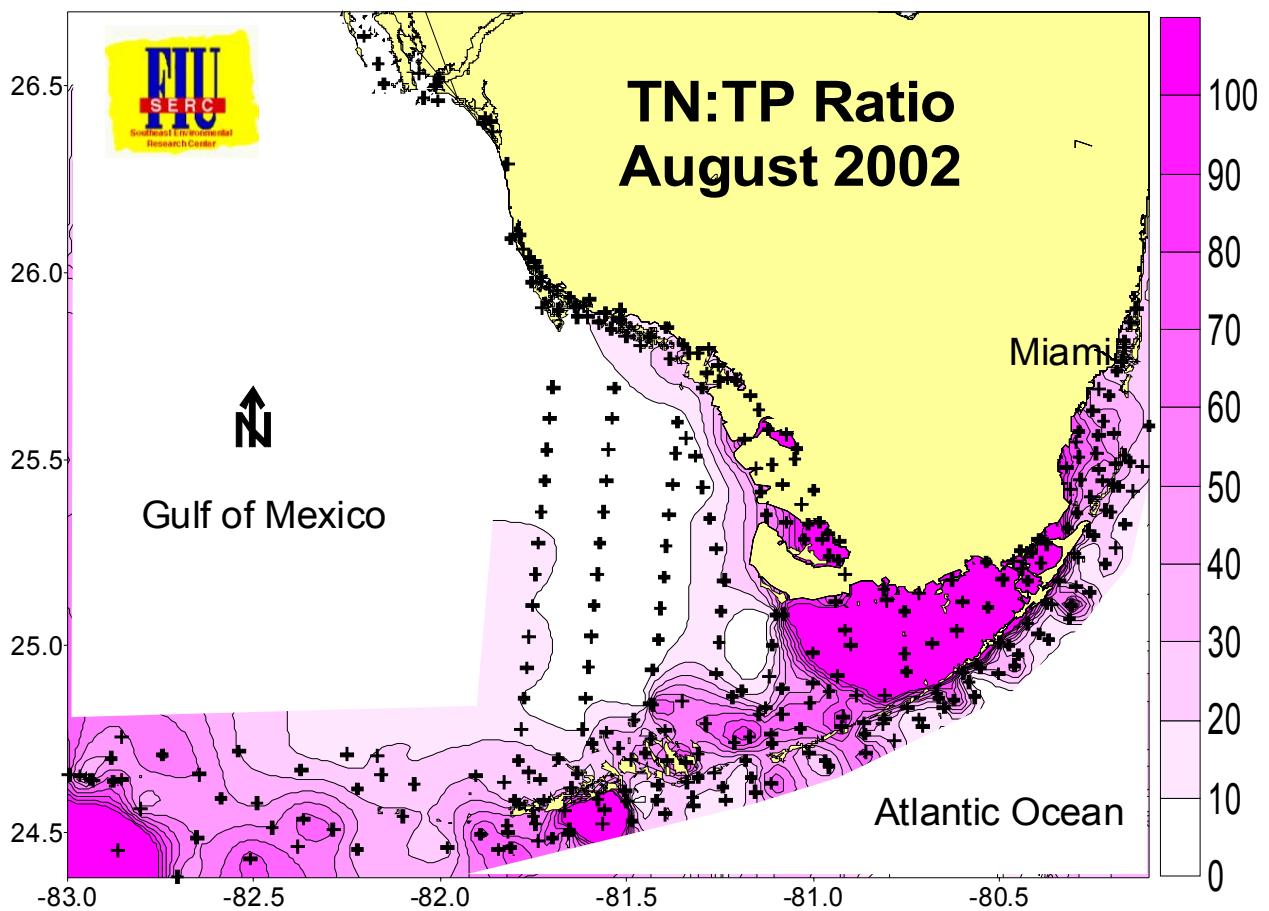 FIU
SERC
Southeast Environmental
Research Center
TN:TP Ratio
August 2002
N
Gulf of Mexico
Miami
Atlantic Ocean
26.5
26.0
25.5
25.0
24.5
-83.0
-82.5
-82.0
-81.5
-81.0
-80.5
100
90
80
70
60
50
40
30
20
10
0